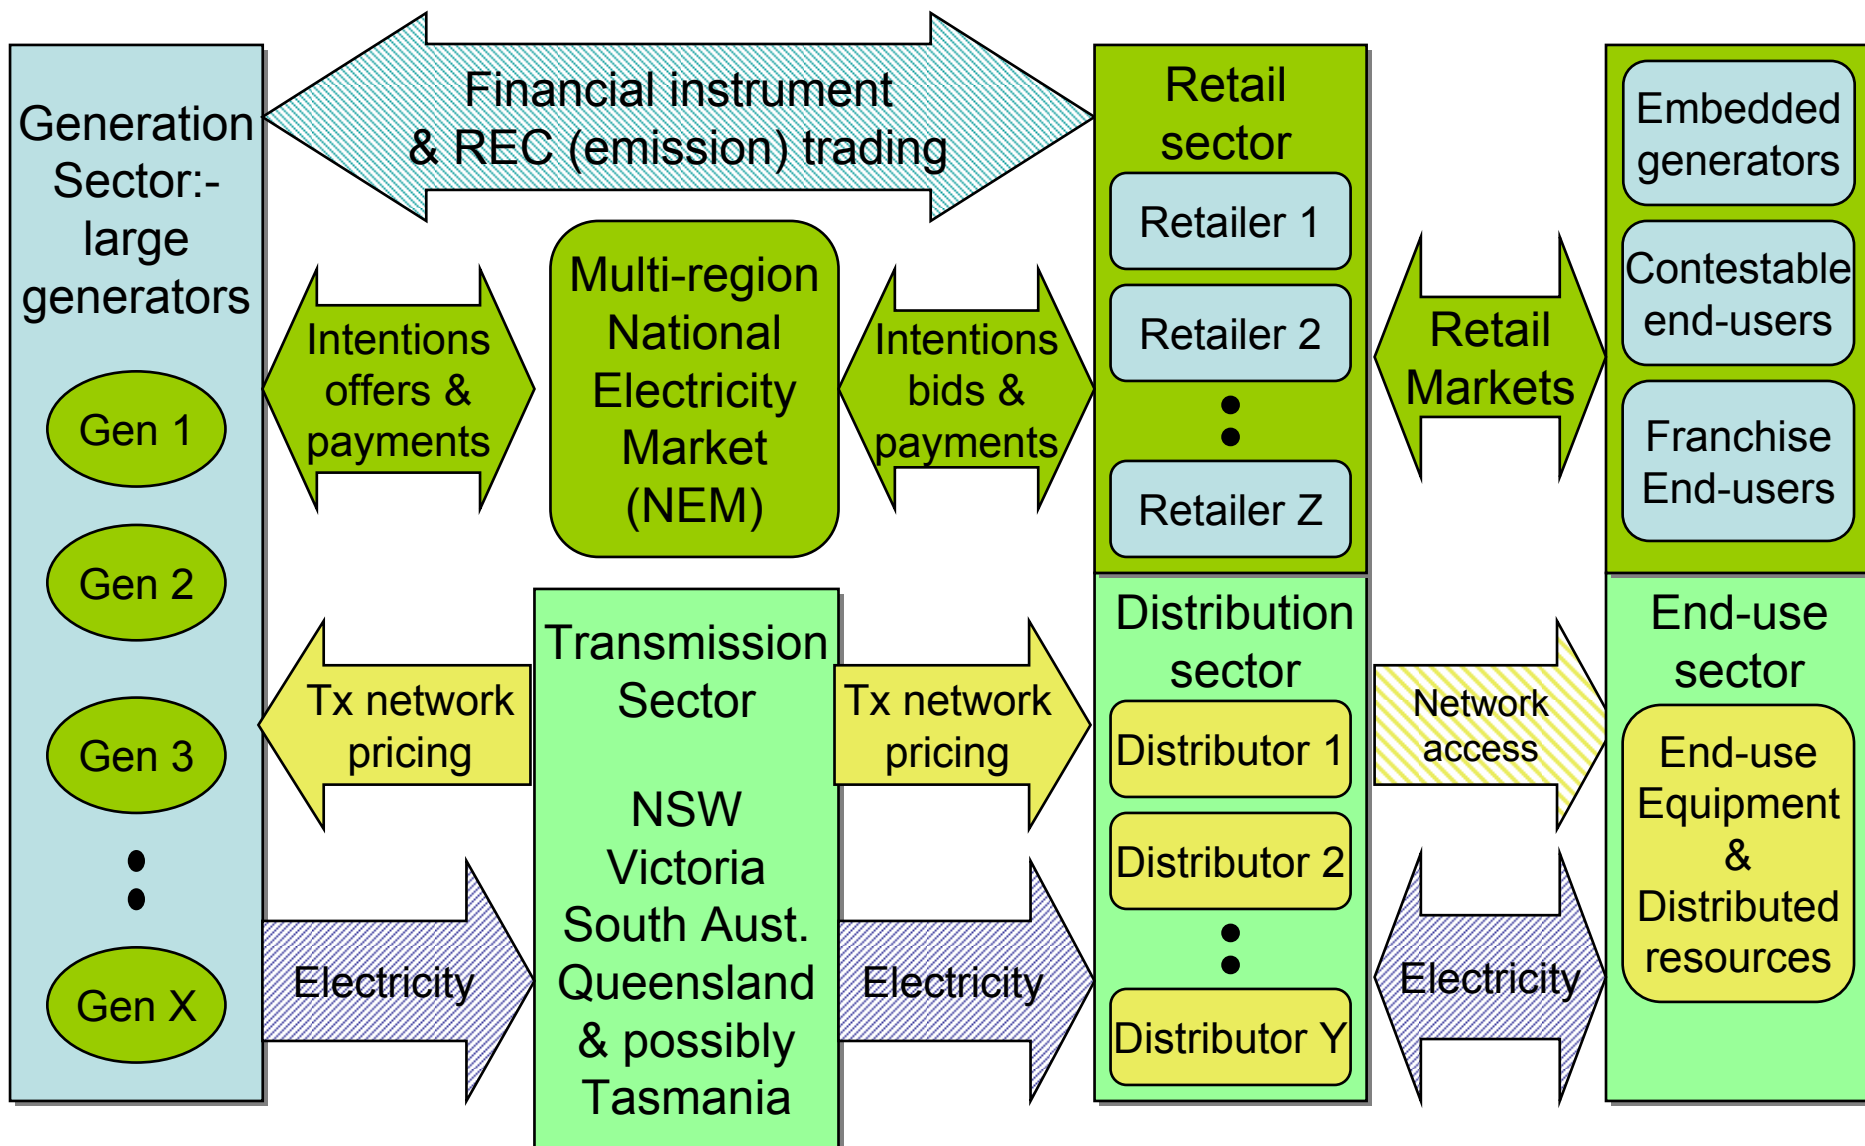 Generation
Sector:-
large
generators
Gen 1
Gen 2
Gen 3
Gen X
Financial instrument
& REC (emission) trading
Intentions
offers &
payments
Multi-region
National
Electricity
Market
(NEM)
Intentions
bids &
payments
Tx network
pricing
Transmission
Sector
NSW
Victoria
South Aust.
Queensland
& possibly
Tasmania
Tx network
pricing
Electricity
Electricity
Retail
sector
Retailer 1
Retailer 2
Retailer Z
Distribution
sector
Distributor 1
Distributor 2
Distributor Y
Retail
Markets
Network
access
Electricity
Embedded
generators
Contestable
end-users
Franchise
End-users
End-use
sector
End-use
Equipment
&
Distributed
resources